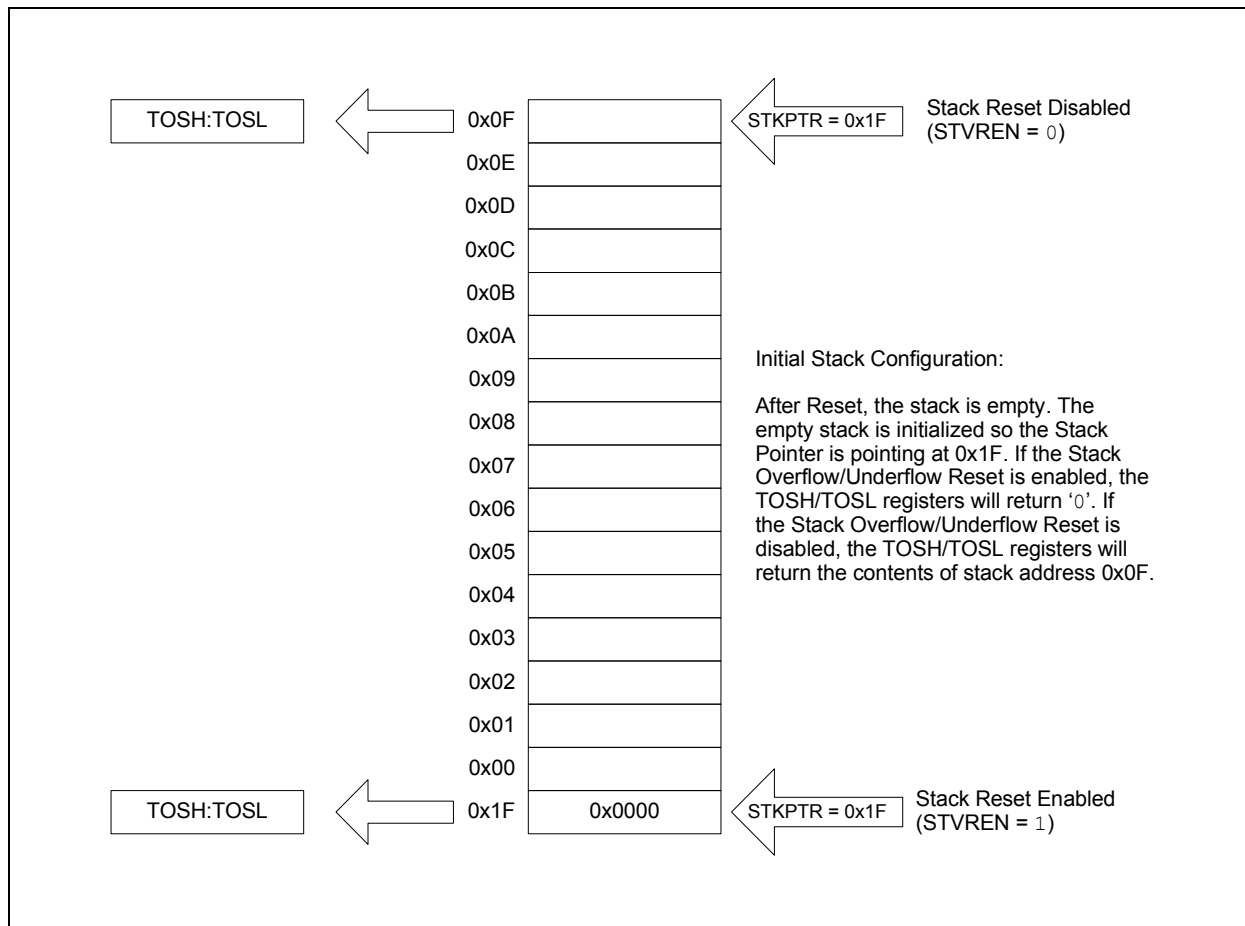 TOSH:TOSL 0x0F STKPTR = 0x1F Stack Reset Disabled
(STVREN = 0)
0x0E
0x0D
0x0C
0x0B
0x0A
0x09
0x08
0x07
0x06
0x05
0x04
0x03
0x02
0x01
0x00
Initial Stack Configuration:
After Reset, the stack is empty. The
empty stack is initialized so the Stack
Pointer is pointing at 0x1F. If the Stack
Overflow/Underflow Reset is enabled, the
TOSH/TOSL registers will return ‘0’. If
the Stack Overflow/Underflow Reset is
disabled, the TOSH/TOSL registers will
return the contents of stack address 0x0F.
TOSH:TOSL 0x1F 0x0000 STKPTR = 0x1F Stack Reset Enabled
(STVREN = 1)